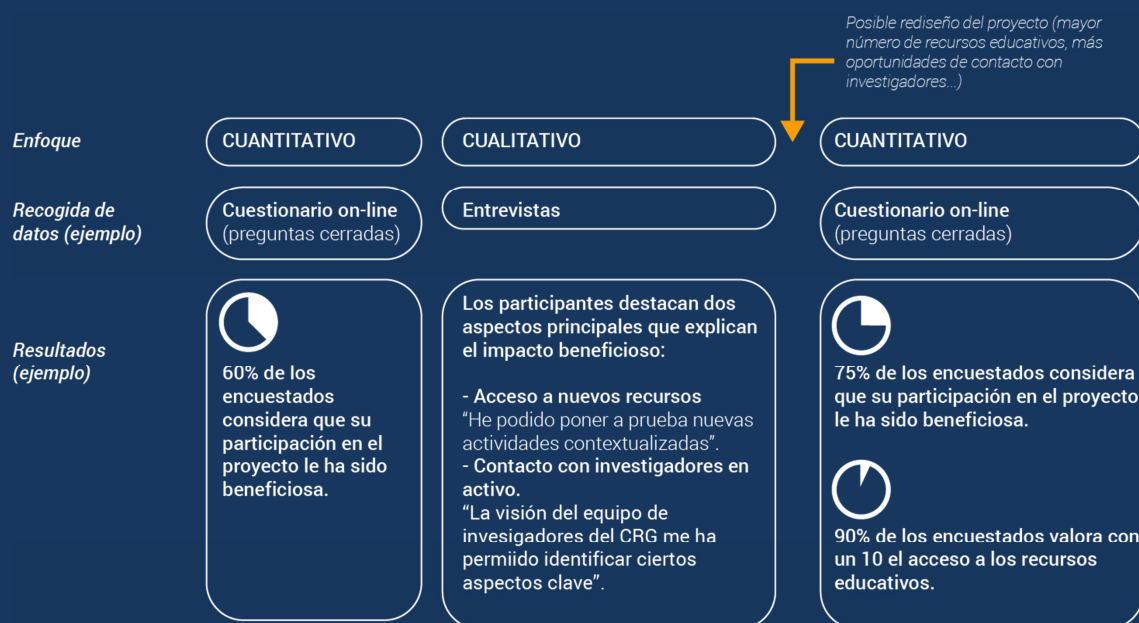 Posible rediseño del proyecto (mayor
número de recursos educativos, más
oportunidades de contacto con
investigadores...)
Enfoque
CUANTITATIVO
CUALITATIVO
CUANTITATIVO
Recogida de
datos (ejemplo)
Cuestionario on-line
(preguntas cerradas)
Entrevistas
Cuestionario on-line
(preguntas cerradas)
Resultados
(ejemplo)
60% de los
encuestados
considera que su
participación en el
proyecto le ha sido
beneficiosa.
Los participantes destacan dos
aspectos principales que explican
el impacto beneficioso:
- Acceso a nuevos recursos
“He podido poner a prueba nuevas
actividades contextualizadas”.
- Contacto con investigadores en
activo.
“La visión del equipo de
invesigadores del CRG me ha
permiido identificar ciertos
aspectos clave”.
75% de los encuestados considera
que su participación en el proyecto
le ha sido beneficiosa.
90% de los encuestados valora con
un 10 el acceso a los recursos
educativos.